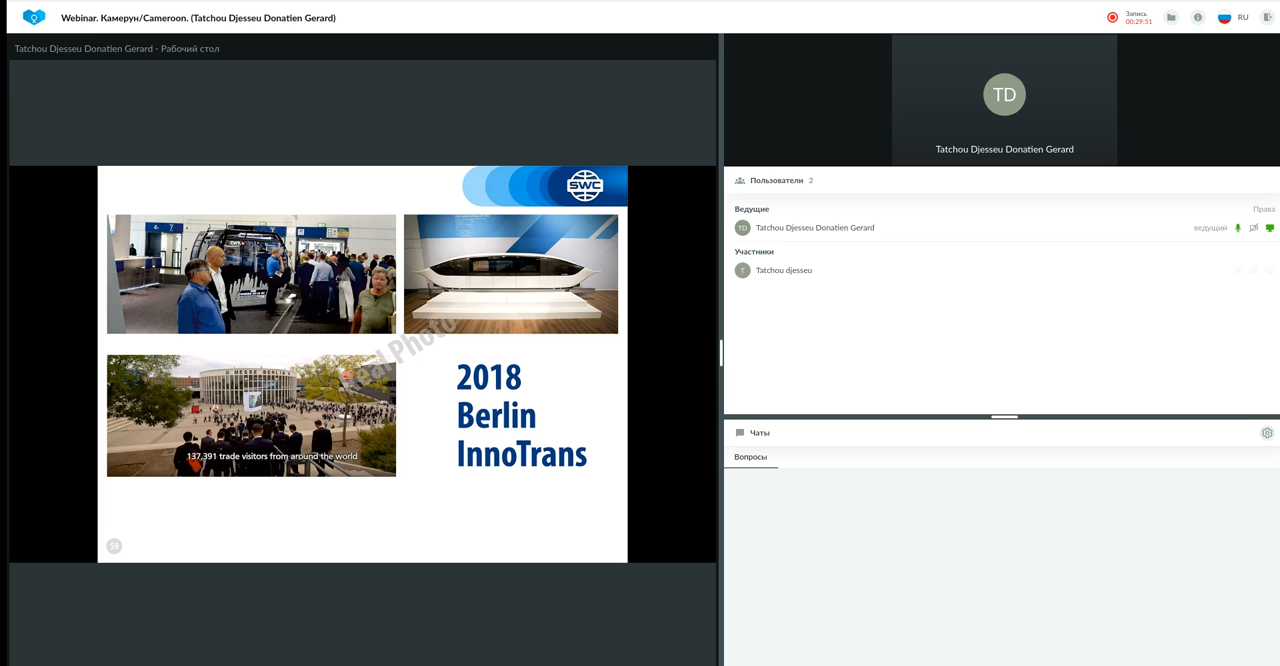 Webinar. Камерун/Cameroon. (Tatchou Djesseu Donatien Gerard)
Запись
00:29:51
RU
Tatchou Djesseu Donatien Gerard - Рабочий стол
SWC
MESSE BERLIN
137,391 trade visitors from around the world
2018
Berlin
InnoTrans
59
TD
Tatchou Djesseu Donatien Gerard
Пользователи 2
Ведущие
Права
TD
Tatchou Djesseu Donatien Gerard
ведущий
Участники
T
Tatchou djesseu
Чаты
Вопросы